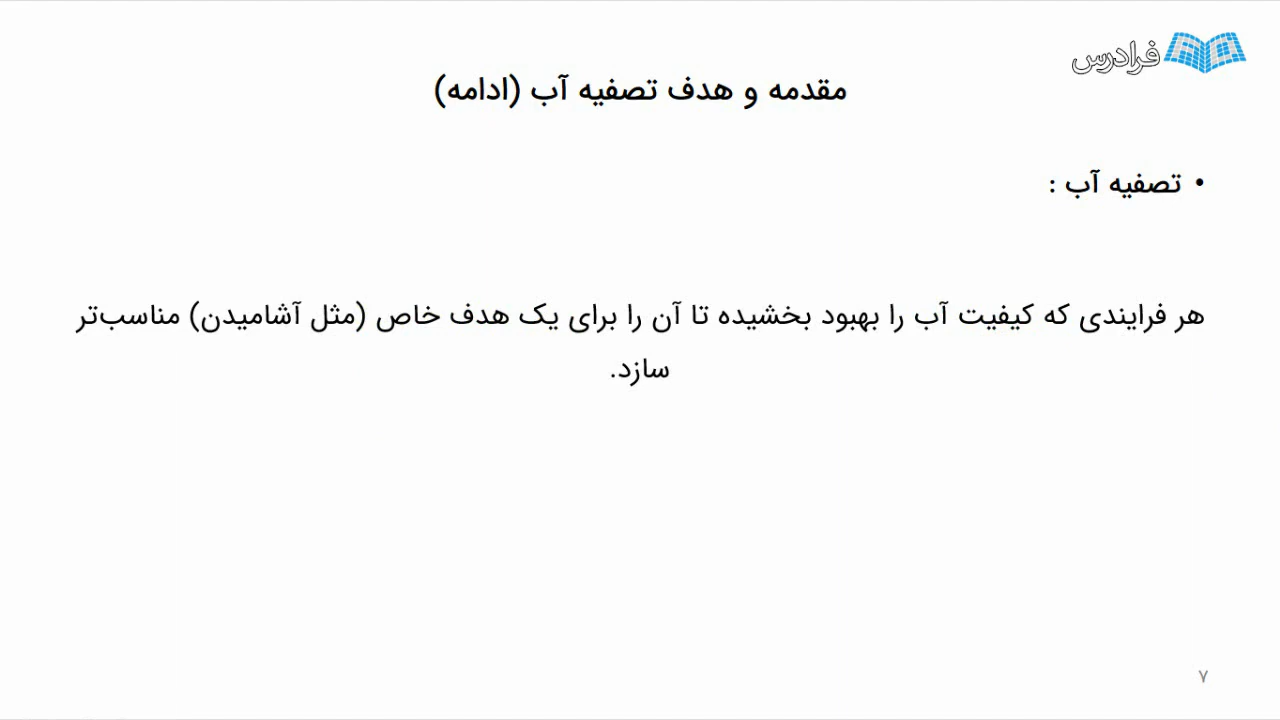 فرادرس
مقدمه و هدف تصفیه آب (ادامه)
• تصفیه آب :
هر فرایندی که کیفیت آب را بهبود بخشیده تا آن را برای یک هدف خاص (مثل آشامیدن) مناسب‌تر
سازد.
۷